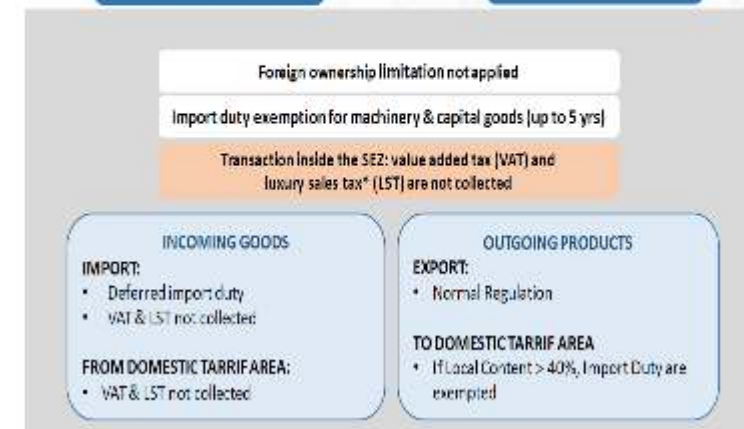 Foreign ownership limitation not applied
Import duty exemption for machinery & capital goods (up to 5 yrs)
Transaction inside the SEZ: value added tax (VAT) and
luxury sales tax* (LST) are not collected
INCOMING GOODS
IMPORT:
• Deferred import duty
• VAT & LST not collected
FROM DOMESTIC TARRIF AREA:
• VAT & LST not collected
OUTGOING PRODUCTS
EXPORT:
• Normal Regulation
TO DOMESTIC TARRIF AREA
• If Local Content > 40%, Import Duty are
exempted